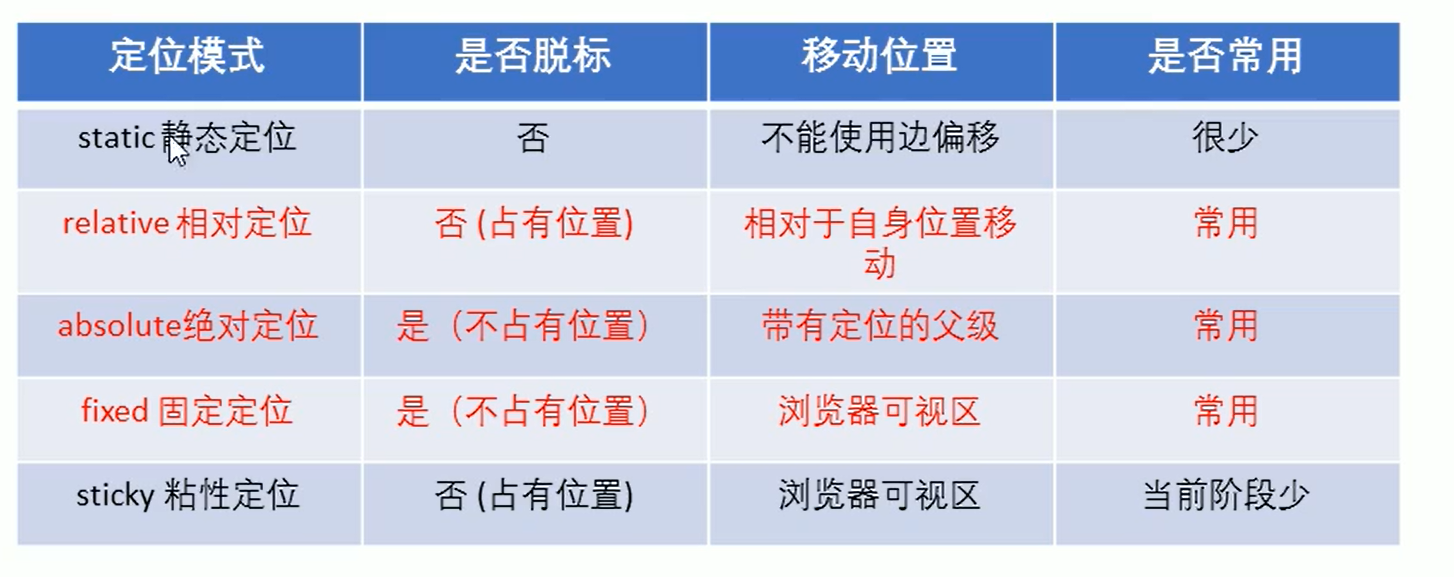 定位模式 是否脱标 移动位置 是否常用
static 静态定位 否 不能使用边偏移 很少
relative 相对定位 否 (占有位置) 相对于自身位置移动 常用
absolute绝对定位 是（不占有位置） 带有定位的父级 常用
fixed 固定定位 是（不占有位置） 浏览器可视区 常用
sticky 粘性定位 否 (占有位置) 浏览器可视区 当前阶段少